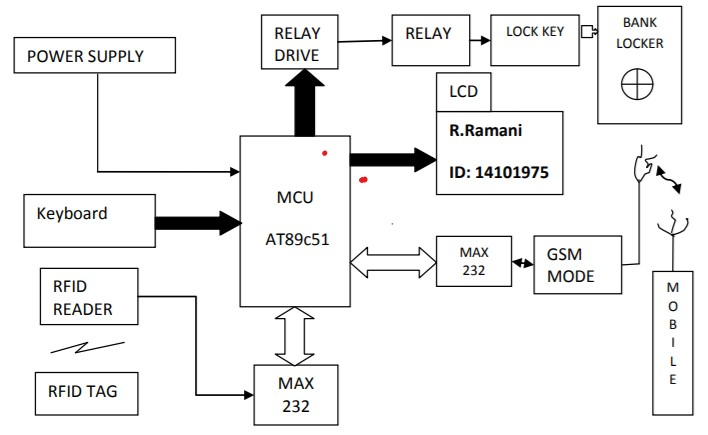 POWER SUPPLY
RELAY
DRIVE
RELAY
LOCK KEY
BANK
LOCKER
LCD
R.Ramani
ID: 14101975
MCU
AT89c51
Keyboard
MAX
232
GSM
MODE
RFID
READER
RFID TAG
MAX
232
M
O
B
I
L
E